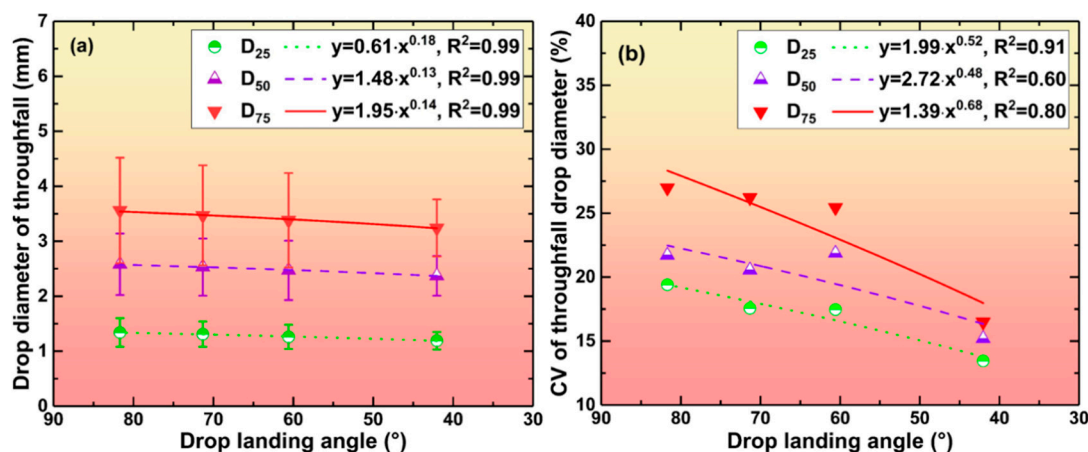 (a)
D25 y=0.61·x^0.18, R²=0.99
D50 y=1.48·x^0.13, R²=0.99
D75 y=1.95·x^0.14, R²=0.99
Drop diameter of throughfall (mm)
7
6
5
4
3
2
1
0
90 80 70 60 50 40 30
Drop landing angle (°)
(b)
D25 y=1.99·x^0.52, R²=0.91
D50 y=2.72·x^0.48, R²=0.60
D75 y=1.39·x^0.68, R²=0.80
CV of throughfall drop diameter (%)
40
35
30
25
20
15
10
90 80 70 60 50 40 30
Drop landing angle (°)